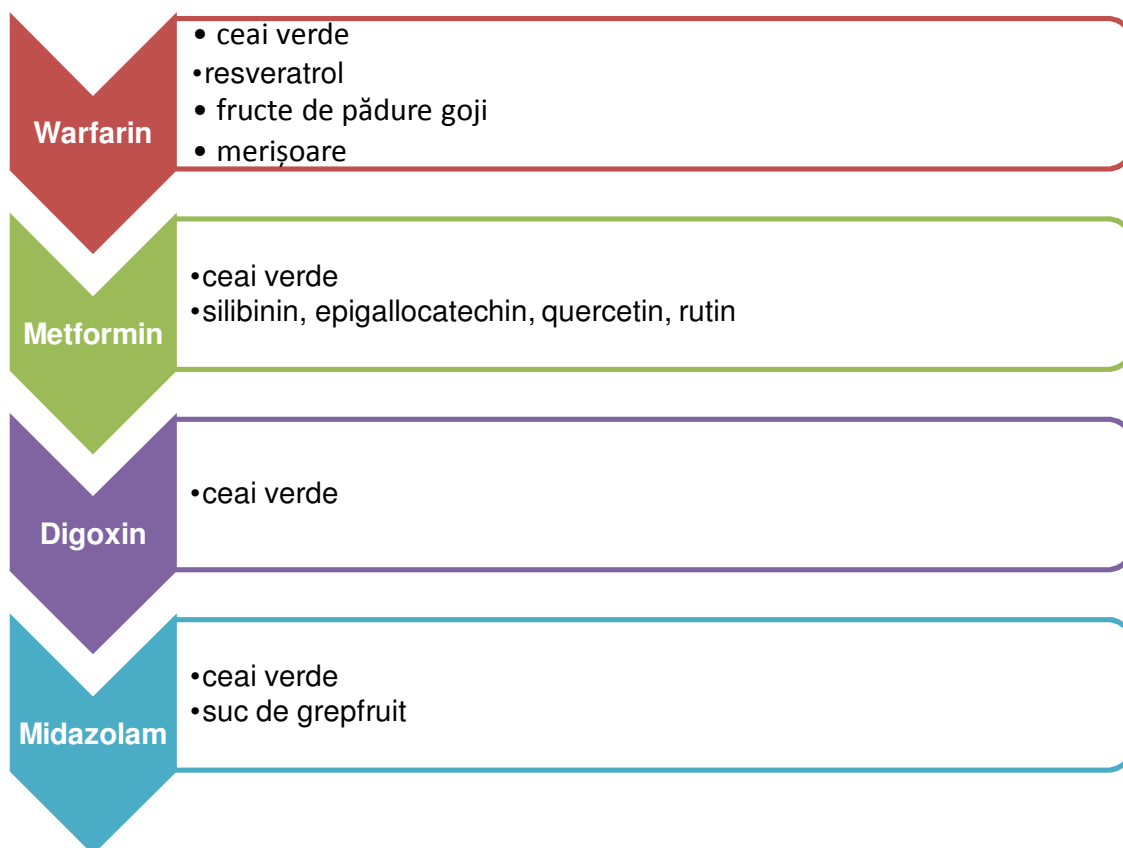 Warfarin
• ceai verde
•resveratrol
• fructe de pădure goji
• merișoare
Metformin
•ceai verde
•silibinin, epigallocatechin, quercetin, rutin
Digoxin
•ceai verde
Midazolam
•ceai verde
•suc de grepfruit